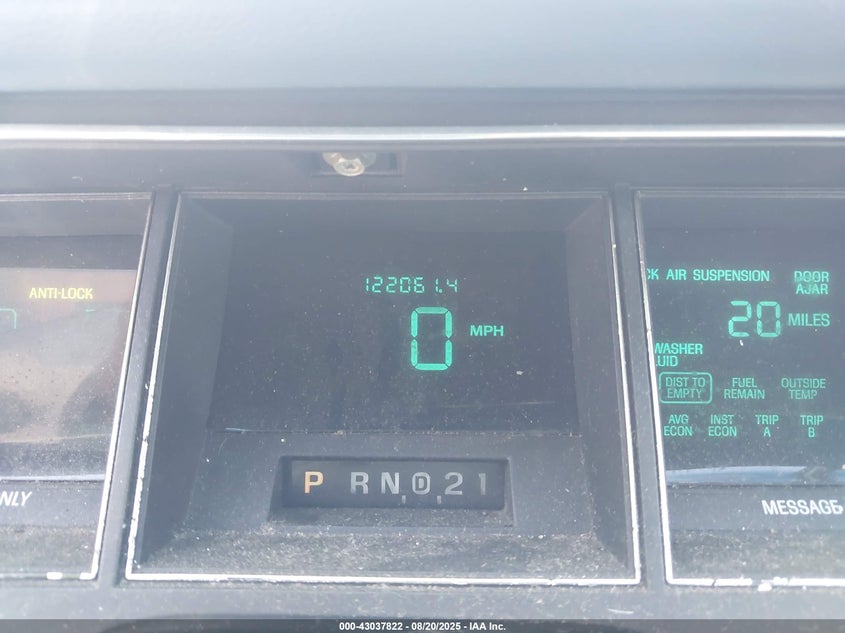 ANTI-LOCK
NLY
122061.4
0 MPH
P R N D 2 1
CK AIR SUSPENSION
DOOR
AJAR
20 MILES
WASHER
LUID
DIST TO
EMPTY
FUEL
REMAIN
OUTSIDE
TEMP
AVG
ECON
INST
ECON
TRIP
A
TRIP
B
MESSAGE
000-43037822 - 08/20/2025 - IAA Inc.